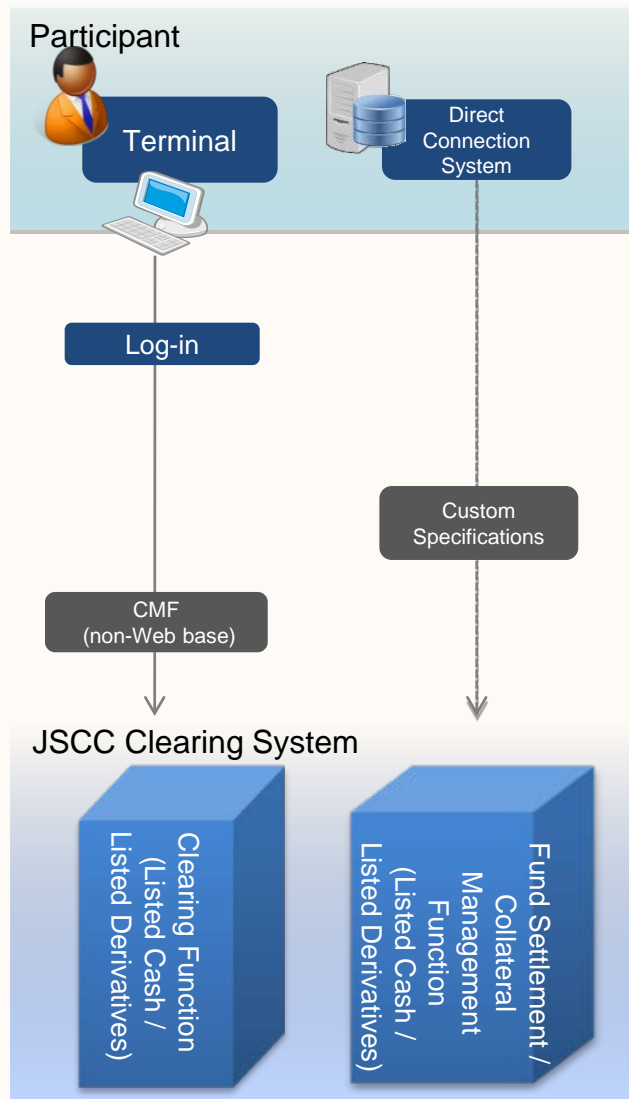 Participant
Terminal
Direct
Connection
System
Log-in
Custom
Specifications
CMF
(non-Web base)
JSCC Clearing System
Clearing Function
(Listed Cash /
Listed Derivatives)
Fund Settlement /
Collateral
Management
Function
(Listed Cash /
Listed Derivatives)